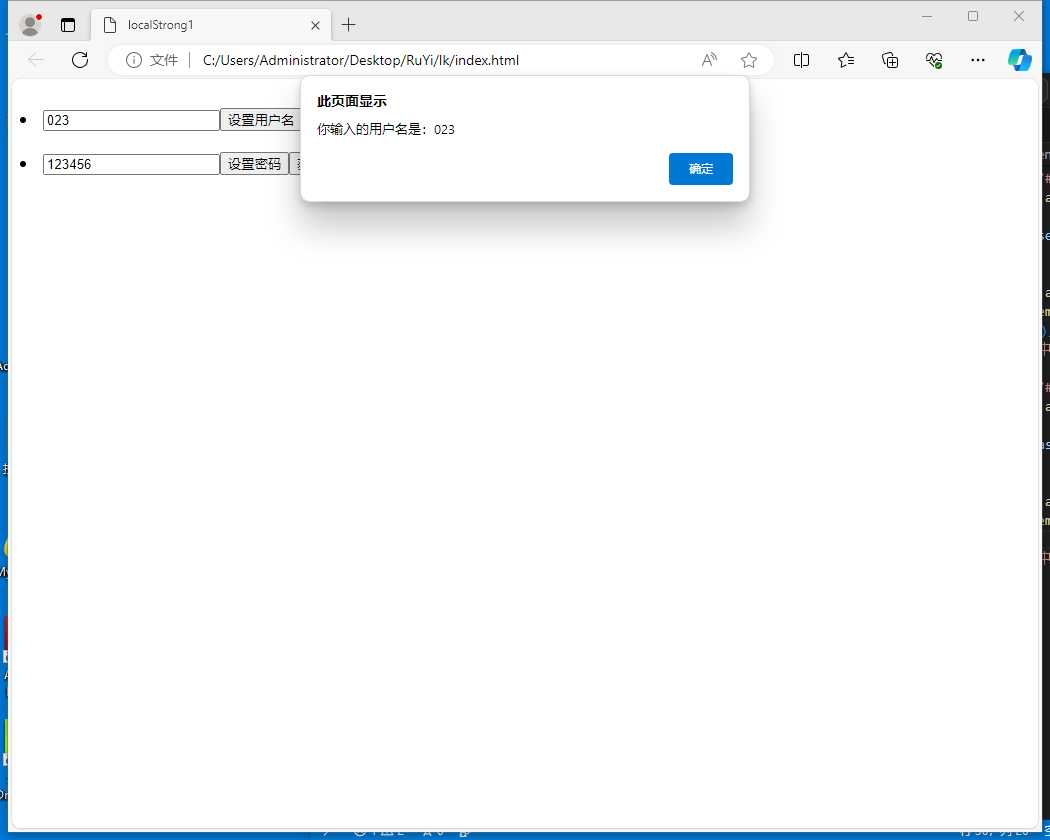 localStrong1
文件 C:/Users/Administrator/Desktop/RuYi/lk/index.html
此页面显示
你输入的用户名是：023
确定
023 设置用户名
123456 设置密码